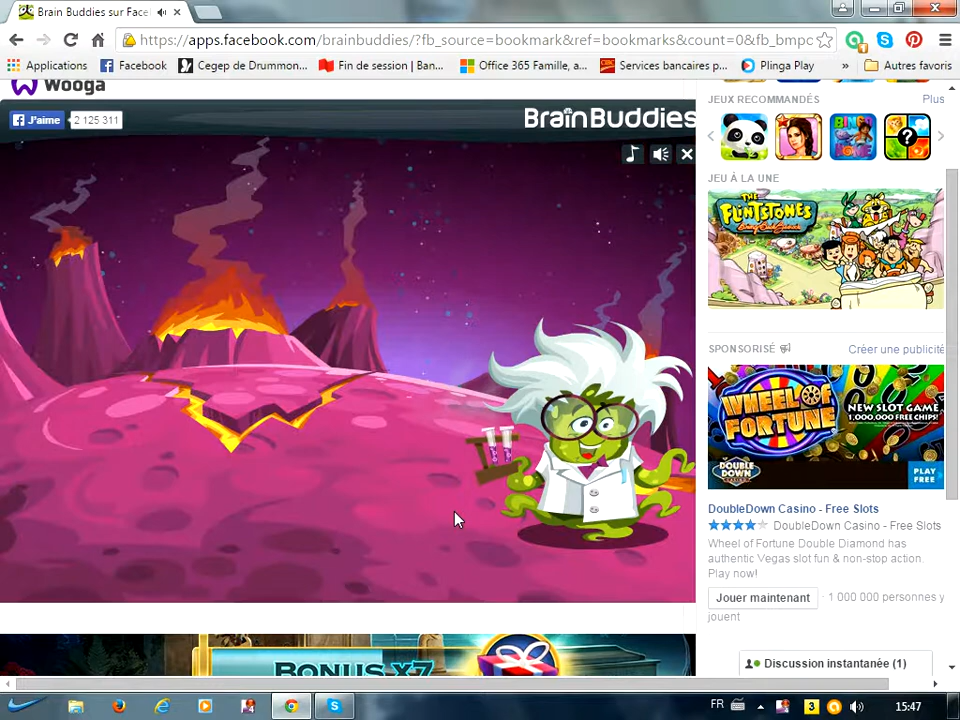 Brain Buddies sur Face
https://apps.facebook.com/brainbuddies/?fb_source=bookmark&ref=bookmarks&count=0&fb_bmpc
Applications
Facebook
Cegep de Drummon...
Fin de session | Ban...
Office 365 Famille, a...
CIBC
Services bancaires p...
Plinga Play
»
Autres favoris
Wooga
J'aime
2 125 311
BrainBuddies
JEUX RECOMMANDÉS
Plus
BINGO
HOME
?
JEU À LA UNE
THE
FLINTSTONES
SPONSORISÉ
Créer une publicité
WHEEL OF
FORTUNE
NEW SLOT GAME
1,000,000 FREE CHIPS!
DOUBLE
DOWN
CASINO
PLAY
FREE
DoubleDown Casino - Free Slots
DoubleDown Casino - Free Slots
Wheel of Fortune Double Diamond has
authentic Vegas slot fun & non-stop action.
Play now!
Jouer maintenant
· 1 000 000 personnes y
jouent
BONUS X7
Discussion instantanée (1)
FR
3
15:47